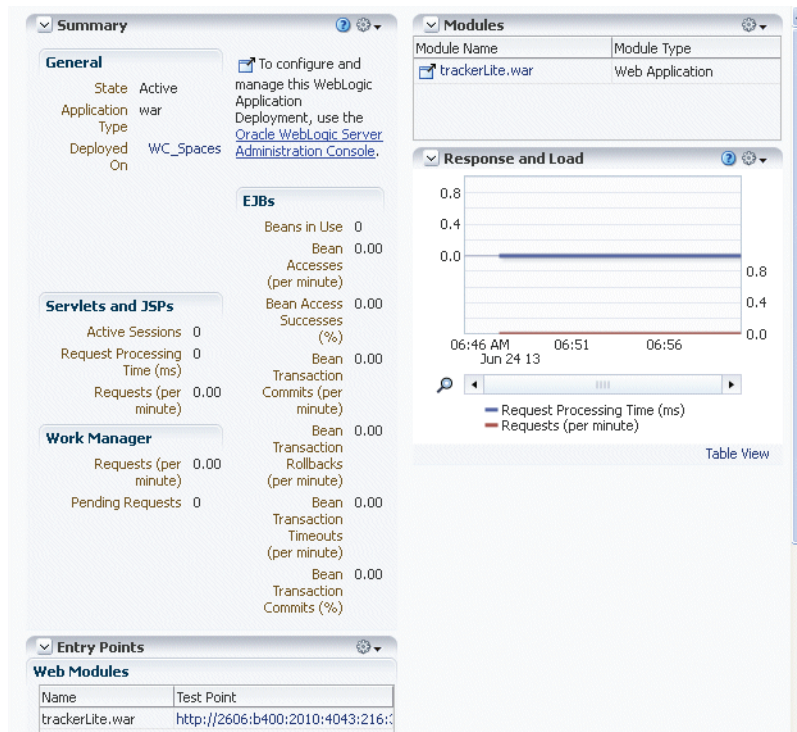 Summary
General
State Active
Application Type war
Deployed On WC_Spaces
To configure and
manage this WebLogic
Application
Deployment, use the
Oracle WebLogic Server
Administration Console.
Servlets and JSPs
Active Sessions 0
Request Processing Time (ms) 0
Requests (per minute) 0.00
Work Manager
Requests (per minute) 0.00
Pending Requests 0
EJBs
Beans in Use 0
Bean Accesses (per minute) 0.00
Bean Access Successes (%) 0.00
Bean Transaction Commits (per minute) 0.00
Bean Transaction Rollbacks (per minute) 0.00
Bean Transaction Timeouts (per minute) 0.00
Bean Transaction Commits (%) 0.00
Entry Points
Web Modules
Name Test Point
trackerLite.war http://2606:b400:2010:4043:216:
Modules
Module Name Module Type
trackerLite.war Web Application
Response and Load
0.8
0.4
0.0
0.8
0.4
0.0
06:46 AM 06:51 06:56
Jun 24 13
Request Processing Time (ms)
Requests (per minute)
Table View